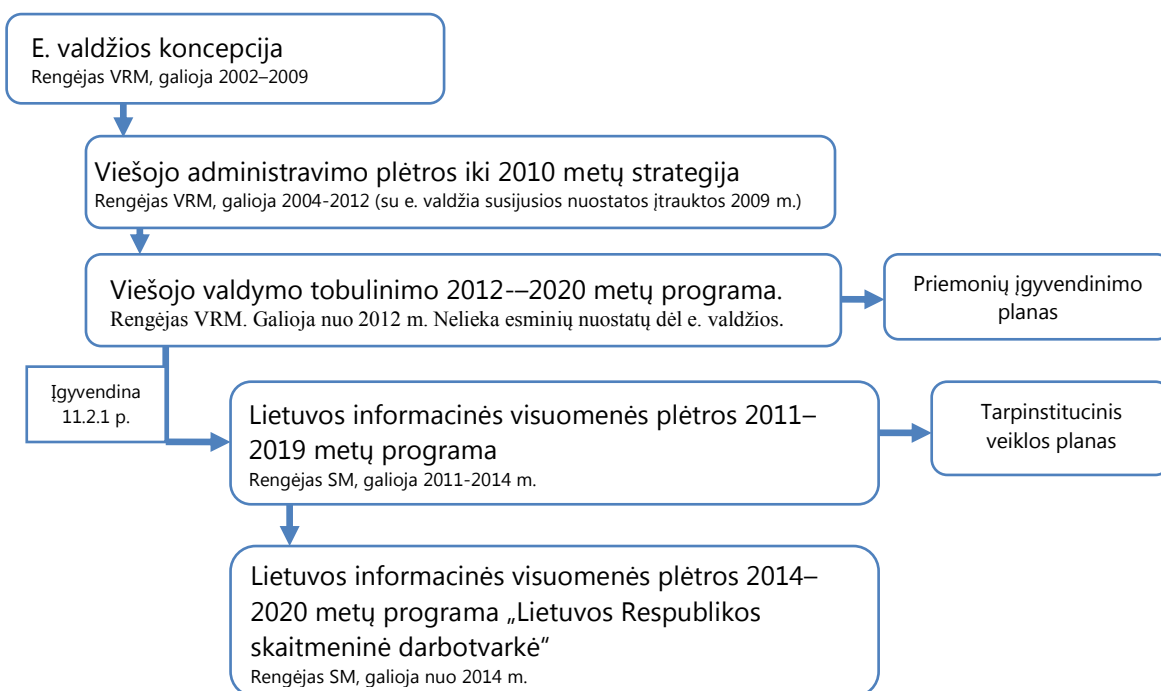 E. valdžios koncepcija
Rengėjas VRM, galioja 2002–2009
Viešojo administravimo plėtros iki 2010 metų strategija
Rengėjas VRM, galioja 2004-2012 (su e. valdžia susijusios nuostatos įtrauktos 2009 m.)
Viešojo valdymo tobulinimo 2012-–2020 metų programa.
Rengėjas VRM. Galioja nuo 2012 m. Nelieka esminių nuostatų dėl e. valdžios.
Priemonių įgyvendinimo
planas
Įgyvendina
11.2.1 p.
Lietuvos informacinės visuomenės plėtros 2011–
2019 metų programa
Rengėjas SM, galioja 2011-2014 m.
Tarpinstitucinis
veiklos planas
Lietuvos informacinės visuomenės plėtros 2014–
2020 metų programa „Lietuvos Respublikos
skaitmeninė darbotvarkė“
Rengėjas SM, galioja nuo 2014 m.